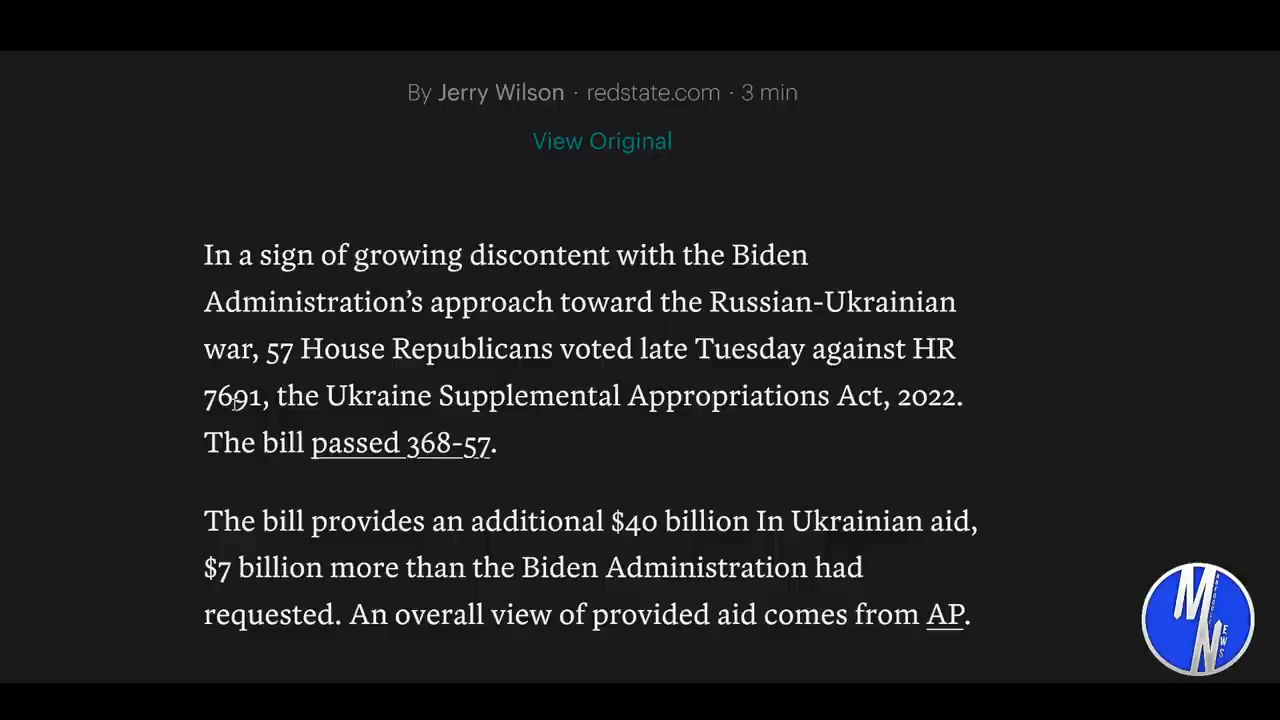 By Jerry Wilson · redstate.com · 3 min
View Original
In a sign of growing discontent with the Biden
Administration’s approach toward the Russian-Ukrainian
war, 57 House Republicans voted late Tuesday against HR
7691, the Ukraine Supplemental Appropriations Act, 2022.
The bill passed 368-57.
The bill provides an additional $40 billion In Ukrainian aid,
$7 billion more than the Biden Administration had
requested. An overall view of provided aid comes from AP.